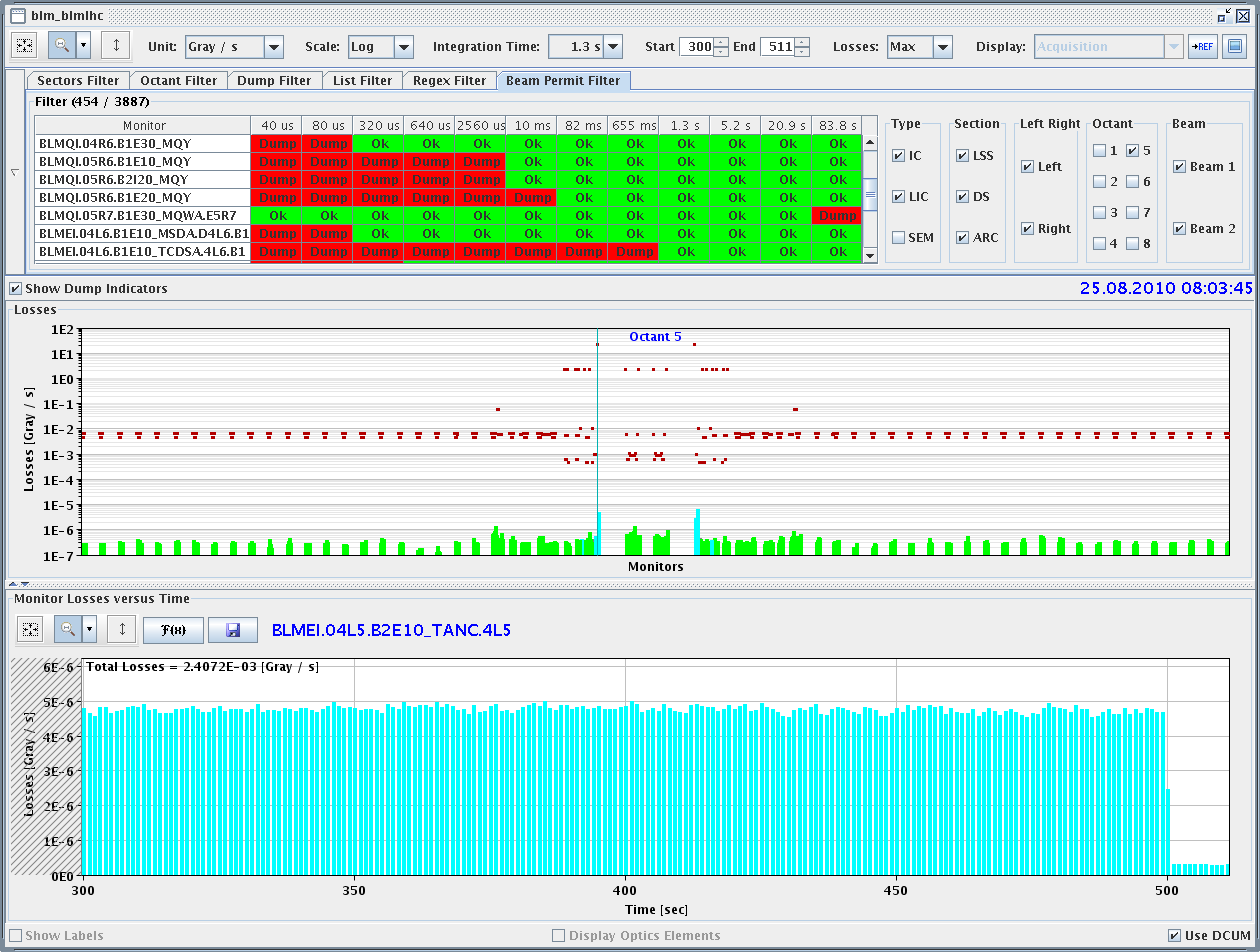 blm_blmlhc
Unit: Gray / s Scale: Log Integration Time: 1.3 s Start 300 End 511 Losses: Max Display: Acquisition →REF
Sectors Filter Octant Filter Dump Filter List Filter Regex Filter Beam Permit Filter
Filter (454 / 3887)
Monitor 40 us 80 us 320 us 640 us 2560 us 10 ms 82 ms 655 ms 1.3 s 5.2 s 20.9 s 83.8 s
BLMQI.04R6.B1E30_MQY Dump Dump Ok Ok Ok Ok Ok Ok Ok Ok Ok Ok
BLMQI.05R6.B1E10_MQY Dump Dump Dump Dump Dump Ok Ok Ok Ok Ok Ok Ok
BLMQI.05R6.B2I20_MQY Dump Dump Dump Dump Dump Ok Ok Ok Ok Ok Ok Ok
BLMQI.05R6.B1E20_MQY Dump Dump Dump Dump Dump Dump Ok Ok Ok Ok Ok Ok
BLMQI.05R7.B1E30_MQWA.E5R7 Ok Ok Ok Ok Ok Ok Ok Ok Ok Ok Ok Dump
BLMEI.04L6.B1E10_MSDA.D4L6.B1 Dump Dump Ok Ok Ok Ok Ok Ok Ok Ok Ok Ok
BLMEI.04L6.B1E10_TCDSA.4L6.B1 Dump Dump Dump Dump Dump Dump Dump Dump Ok Ok Ok Ok
Type
IC
LIC
SEM
Section
LSS
DS
ARC
Left Right
Left
Right
Octant
1 5
2 6
3 7
4 8
Beam
Beam 1
Beam 2
Show Dump Indicators 25.08.2010 08:03:45
Losses
Octant 5
Losses [Gray / s]
1E2
1E1
1E0
1E-1
1E-2
1E-3
1E-4
1E-5
1E-6
1E-7
Monitors
Monitor Losses versus Time
F(x) BLMEI.04L5.B2E10_TANC.4L5
Total Losses = 2.4072E-03 [Gray / s]
Losses [Gray / s]
6E-6
5E-6
4E-6
3E-6
2E-6
1E-6
0E0
300 350 400 450 500
Time [sec]
Show Labels Display Optics Elements Use DCUM